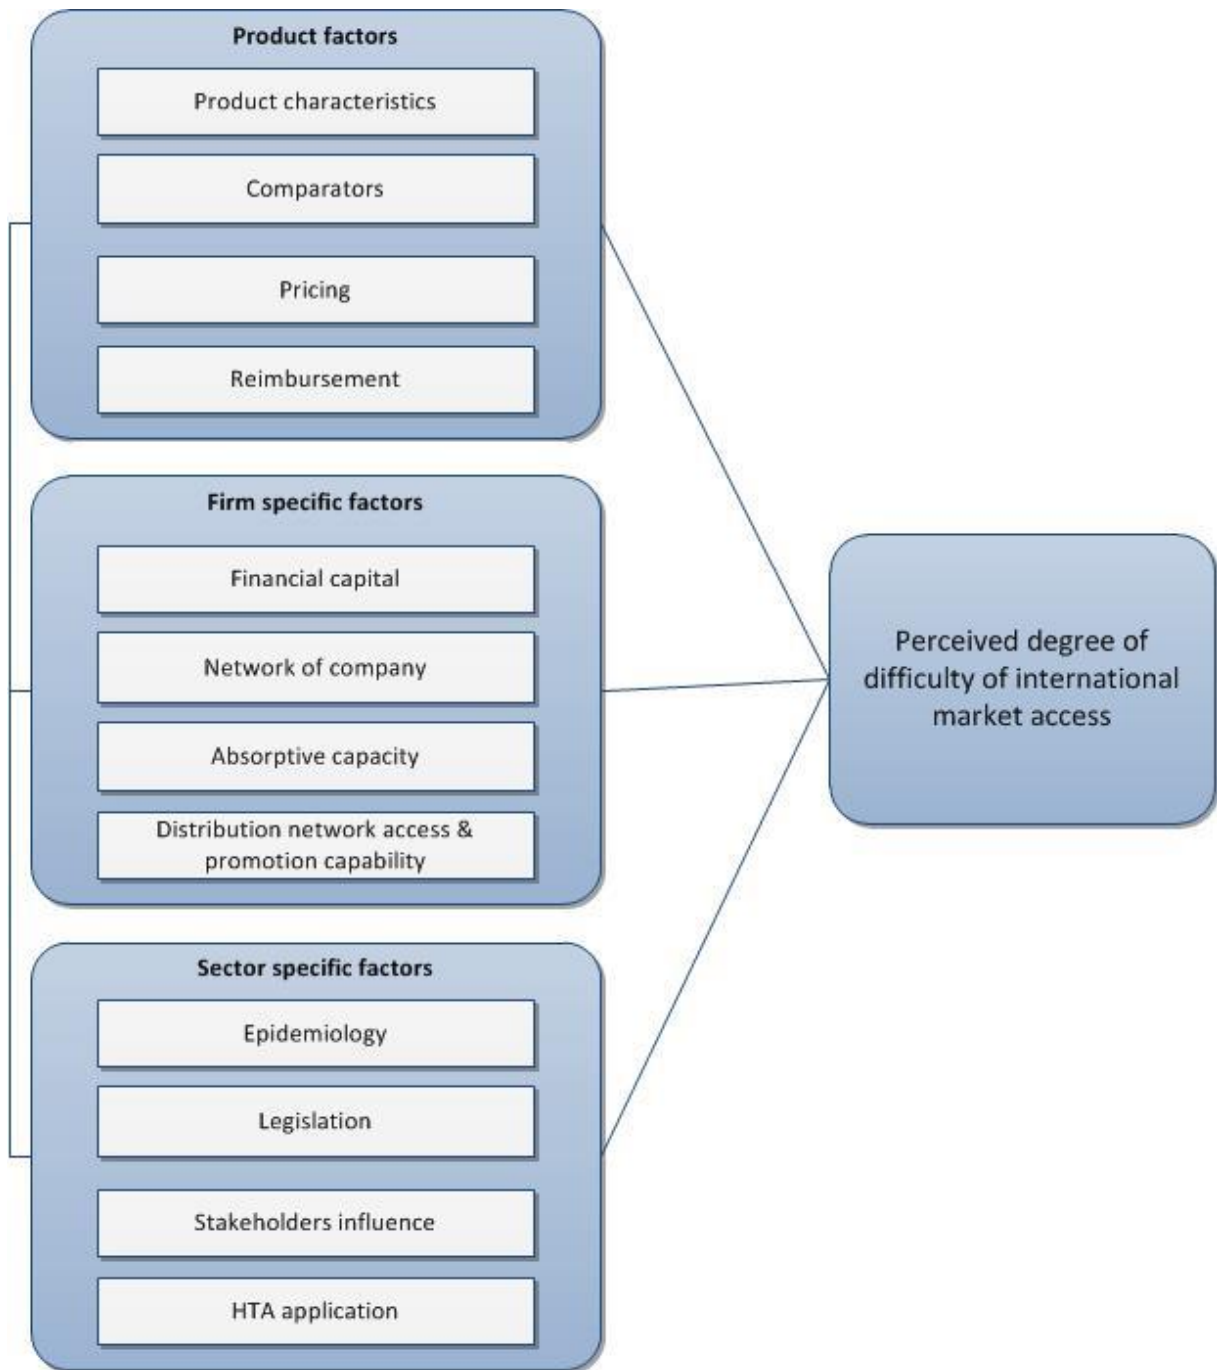 Product factors
Product characteristics
Comparators
Pricing
Reimbursement
Firm specific factors
Financial capital
Network of company
Absorptive capacity
Distribution network access &
promotion capability
Sector specific factors
Epidemiology
Legislation
Stakeholders influence
HTA application
Perceived degree of
difficulty of international
market access